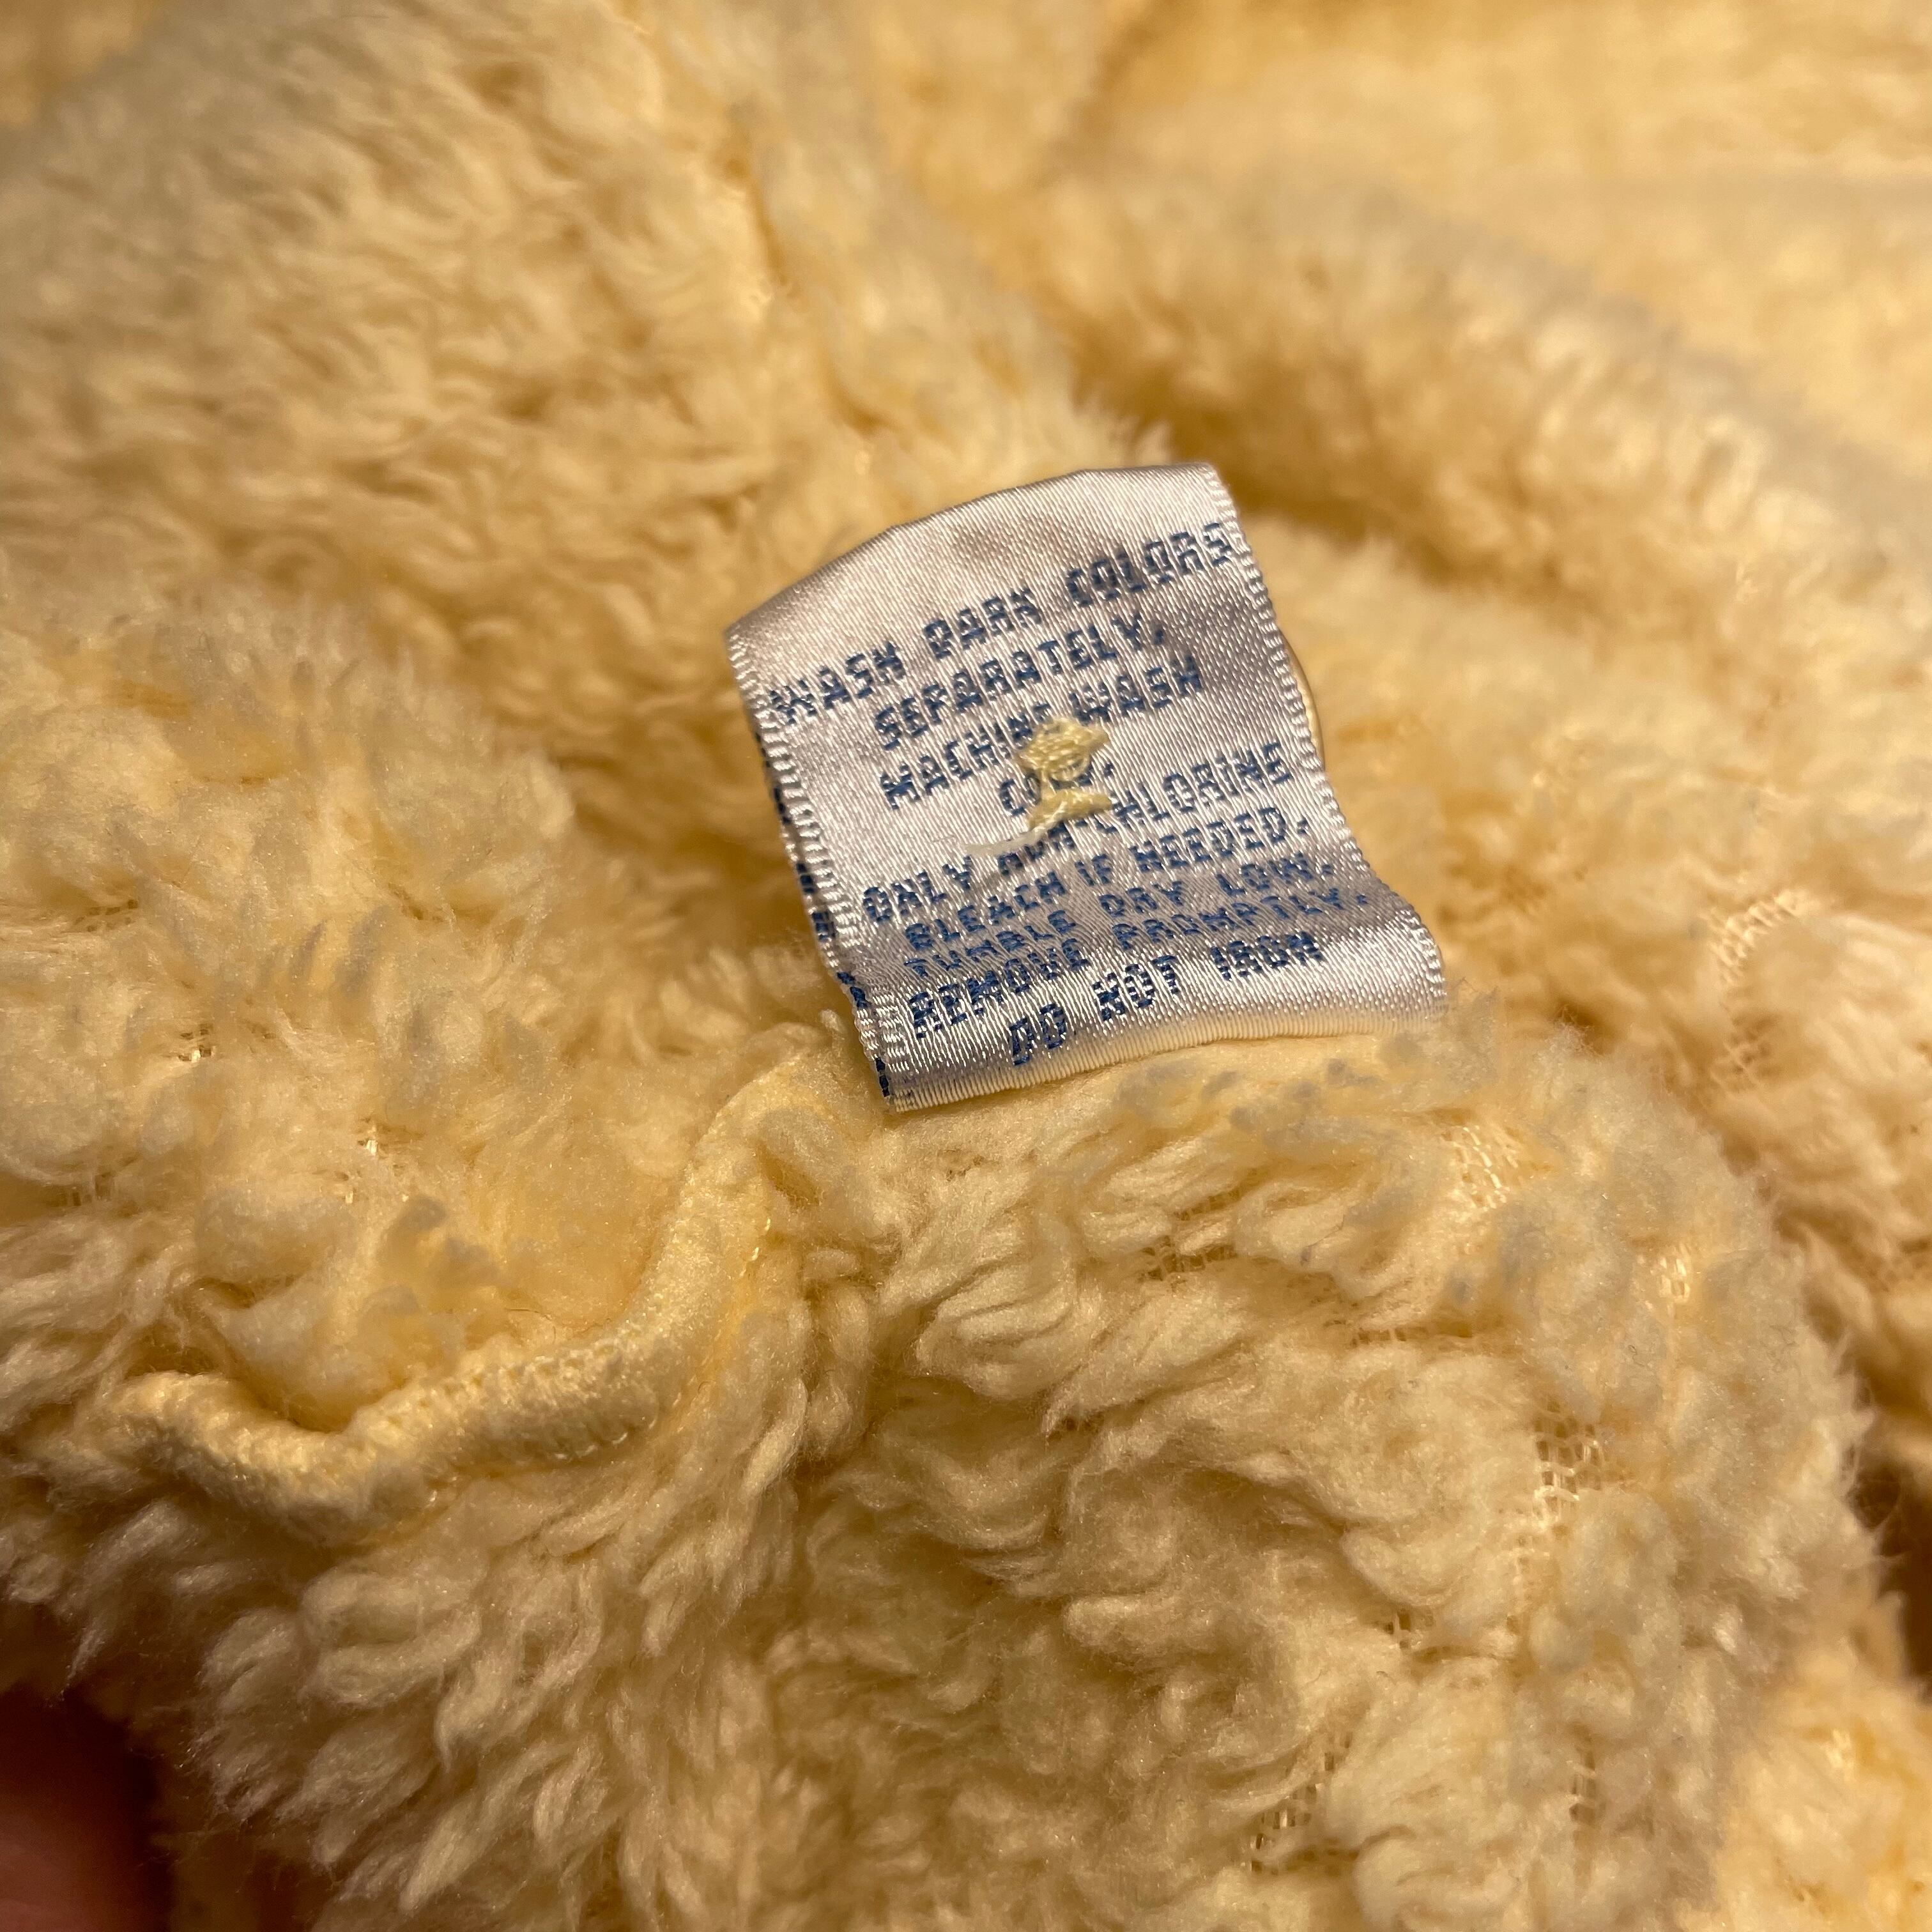 WASH DARK COLORS
SEPARATELY.
MACHINE WASH
COLD.
ONLY NON CHLORINE
BLEACH IF NEEDED.
TUMBLE DRY LOW.
REMOVE PROMPTLY.
DO NOT IRON